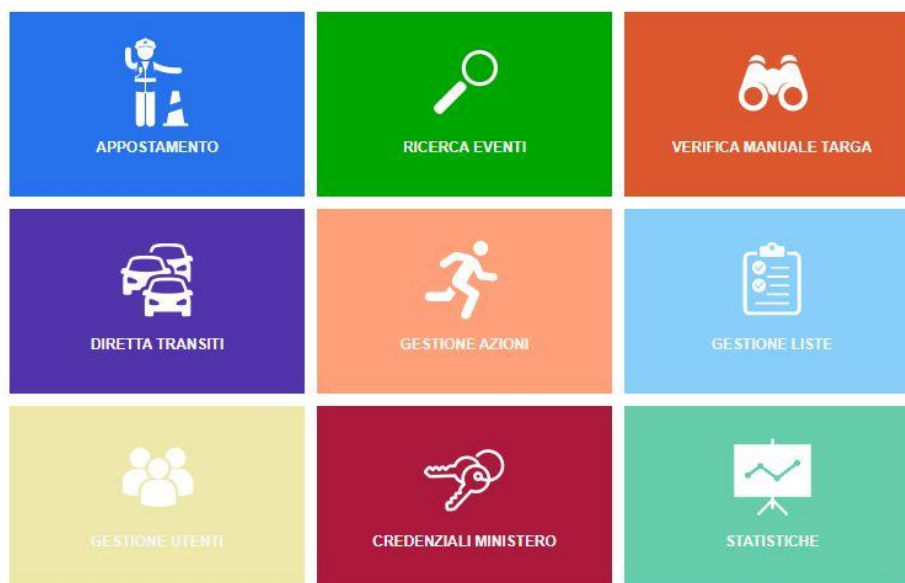 APPOSTAMENTO
RICERCA EVENTI
VERIFICA MANUALE TARGA
DIRETTA TRANSITI
GESTIONE AZIONI
GESTIONE LISTE
GESTIONE UTENTI
CREDENZIALI MINISTERO
STATISTICHE